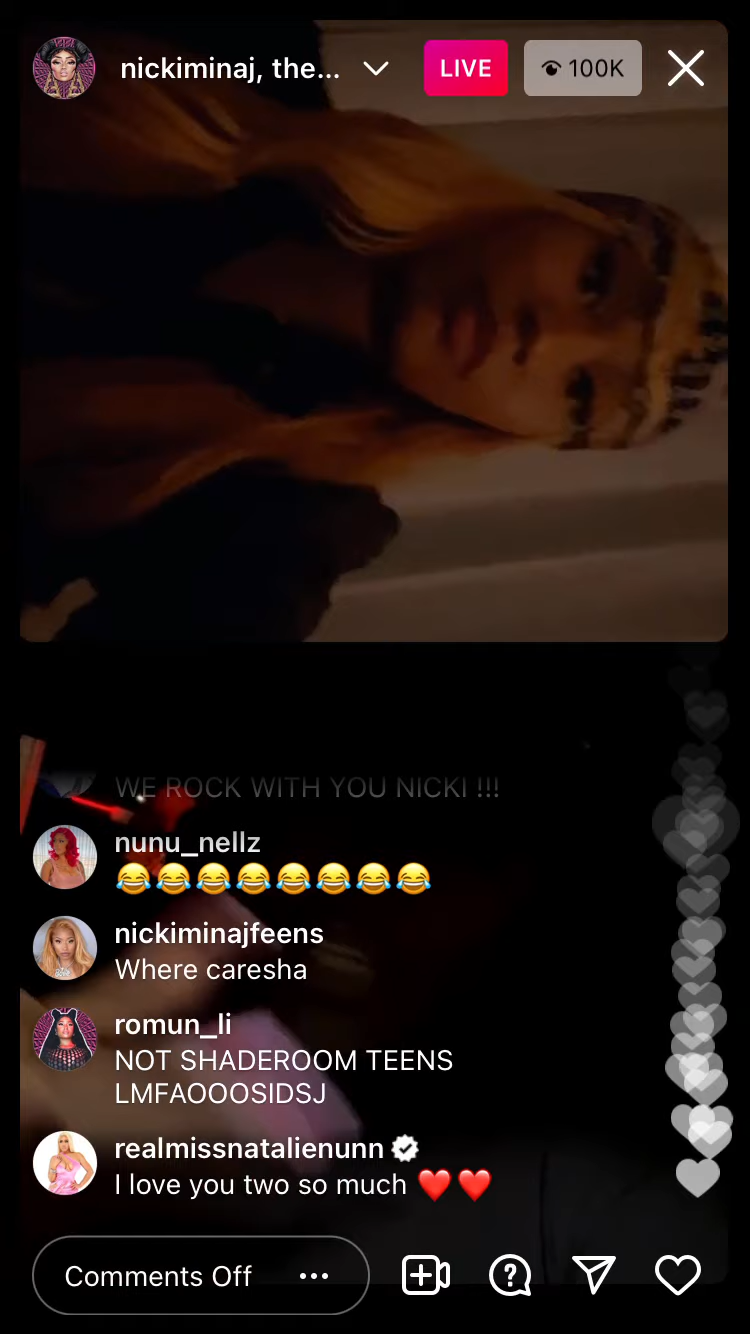 nickiminaj, the...
LIVE
100K
WE ROCK WITH YOU NICKI !!!
nunu_nellz
😂😂😂😂😂😂😂😂
nickiminajfeens
Where caresha
romun_li
NOT SHADEROOM TEENS
LMFAOOOSIDSJ
realmissnatalienunn
I love you two so much ❤️❤️
Comments Off